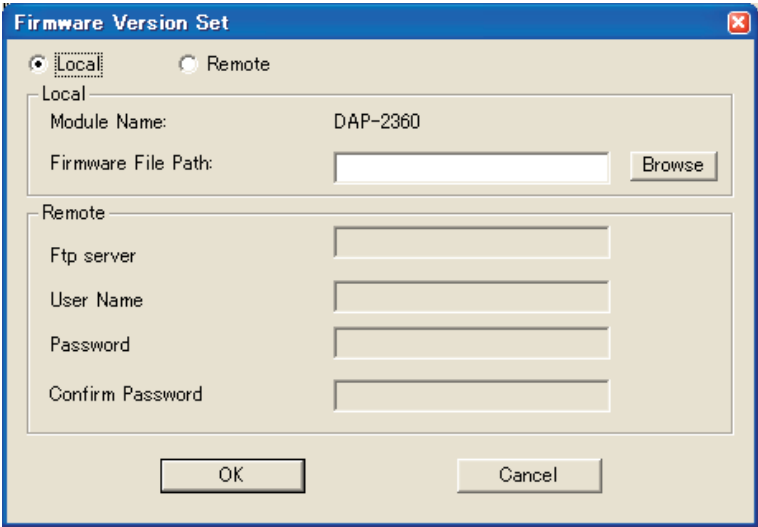 Firmware Version Set
Local Remote
Local
Module Name: DAP-2360
Firmware File Path: Browse
Remote
Ftp server
User Name
Password
Confirm Password
OK Cancel